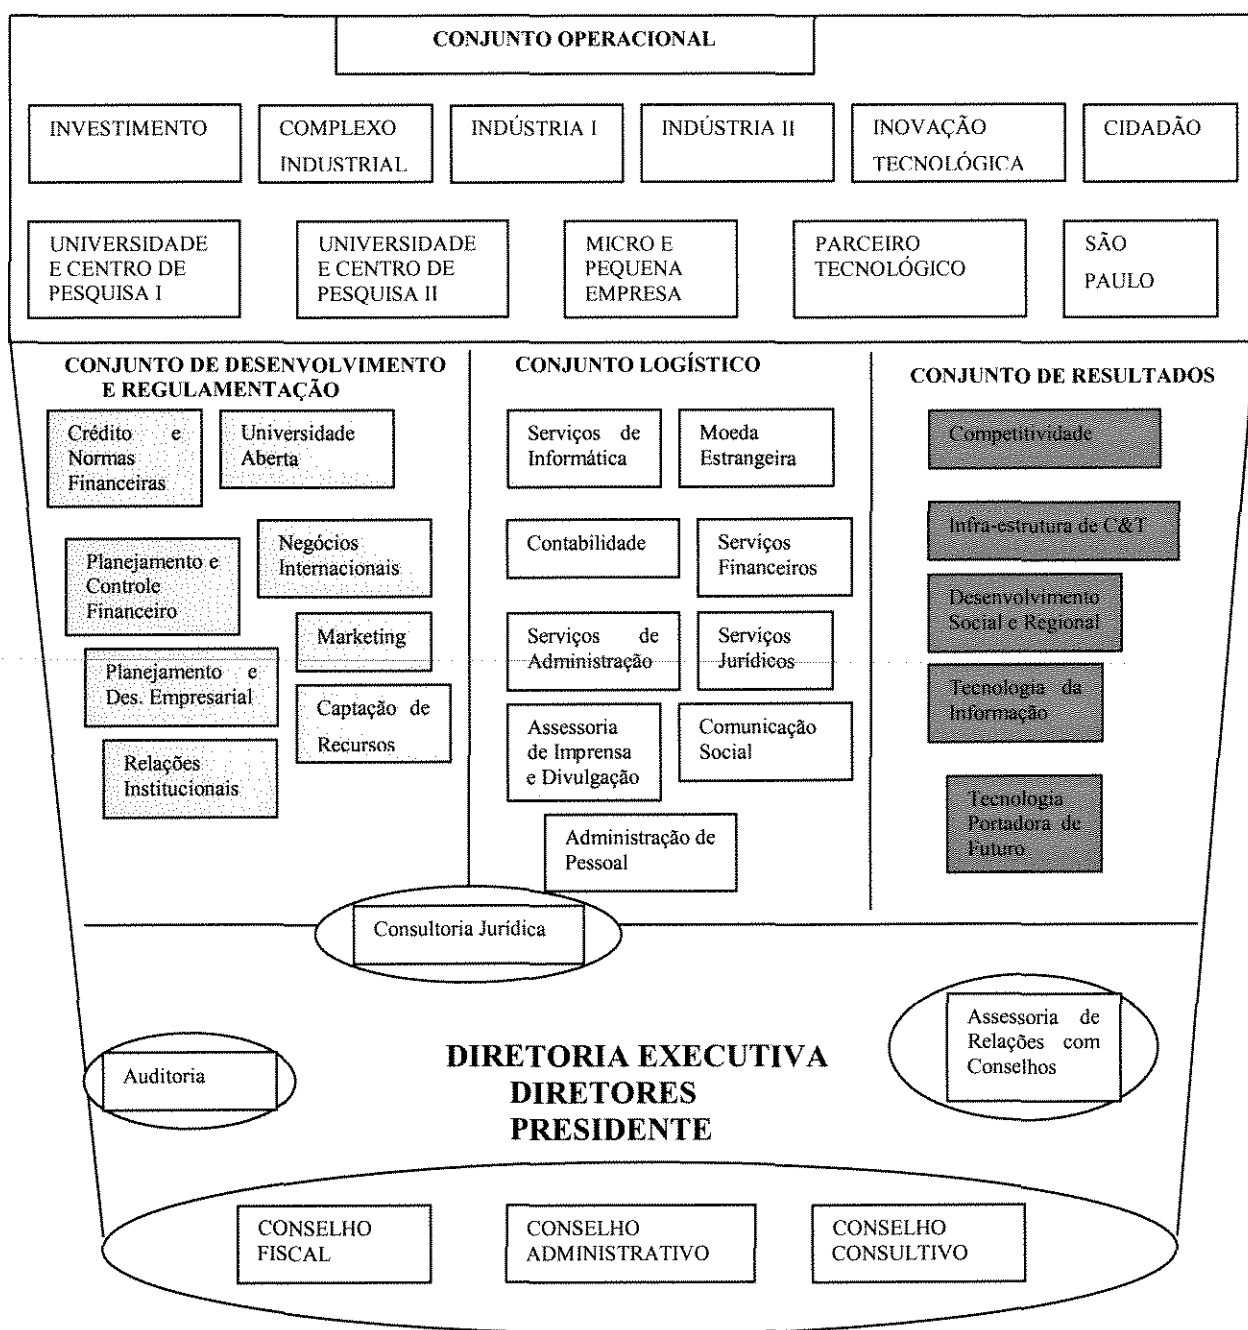 CONJUNTO OPERACIONAL
INVESTIMENTO
COMPLEXO
INDUSTRIAL
INDÚSTRIA I
INDÚSTRIA II
INOVAÇÃO
TECNOLÓGICA
CIDADÃO
UNIVERSIDADE
E CENTRO DE
PESQUISA I
UNIVERSIDADE
E CENTRO DE
PESQUISA II
MICRO E
PEQUENA
EMPRESA
PARCEIRO
TECNOLÓGICO
SÃO
PAULO
CONJUNTO DE DESENVOLVIMENTO
E REGULAMENTAÇÃO
Crédito e
Normas
Financeiras
Universidade
Aberta
Negócios
Internacionais
Planejamento e
Controle
Financeiro
Marketing
Planejamento e
Des. Empresarial
Captação de
Recursos
Relações
Institucionais
CONJUNTO LOGÍSTICO
Serviços de
Informática
Moeda
Estrangeira
Contabilidade
Serviços
Financeiros
Serviços de
Administração
Serviços
Jurídicos
Assessoria
de Imprensa
e Divulgação
Comunicação
Social
Administração de
Pessoal
CONJUNTO DE RESULTADOS
Competitividade
Infra-estrutura de C&T
Desenvolvimento
Social e Regional
Tecnologia da
Informação
Tecnologia
Portadora de
Futuro
Consultoria Jurídica
Auditoria
DIRETORIA EXECUTIVA
DIRETORES
PRESIDENTE
Assessoria de
Relações com
Conselhos
CONSELHO
FISCAL
CONSELHO
ADMINISTRATIVO
CONSELHO
CONSULTIVO